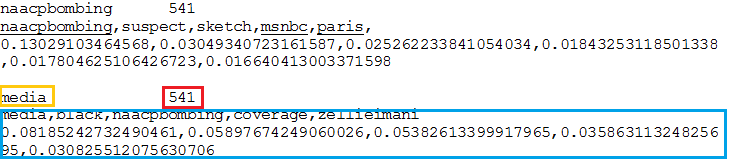 naacpbombing 541
naacpbombing,suspect,sketch,msnbc,paris,
0.13029103464568,0.03049340723161587,0.025262233841054034,0.01843253118501338
,0.017804625106426723,0.016640413003371598
media 541
media,black,naacpbombing,coverage,zellieimani
0.08185242732490461,0.05897674249060026,0.05382613399917965,0.035863113248256
95,0.030825512075630706